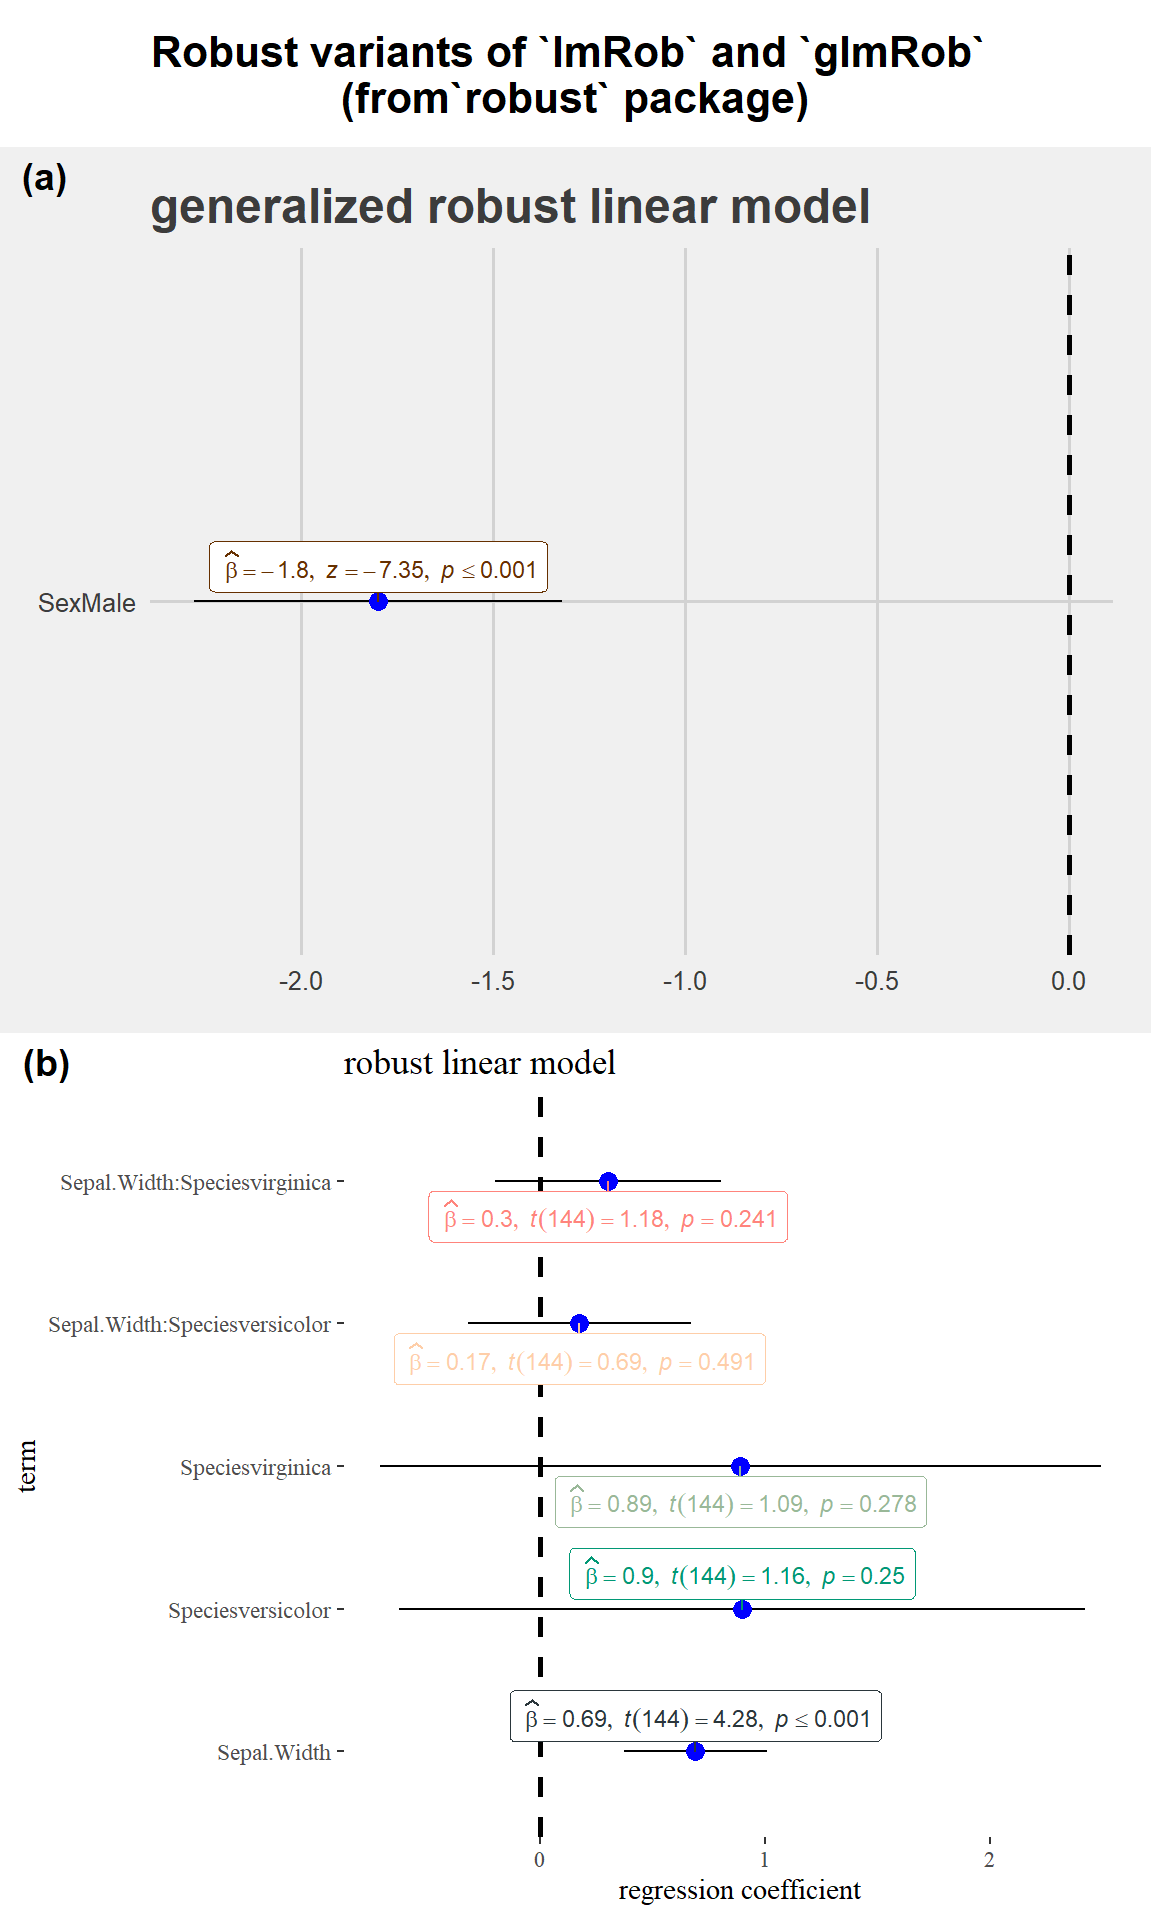 Robust variants of `lmRob` and `glmRob`
(from`robust` package)
(a)
generalized robust linear model
β̂ = −1.8, z = −7.35, p ≤ 0.001
SexMale
-2.0 -1.5 -1.0 -0.5 0.0
(b)
robust linear model
Sepal.Width:Speciesvirginica
β̂ = 0.3, t(144) = 1.18, p = 0.241
Sepal.Width:Speciesversicolor
β̂ = 0.17, t(144) = 0.69, p = 0.491
term
Speciesvirginica
β̂ = 0.89, t(144) = 1.09, p = 0.278
β̂ = 0.9, t(144) = 1.16, p = 0.25
Speciesversicolor
β̂ = 0.69, t(144) = 4.28, p ≤ 0.001
Sepal.Width
0 1 2
regression coefficient